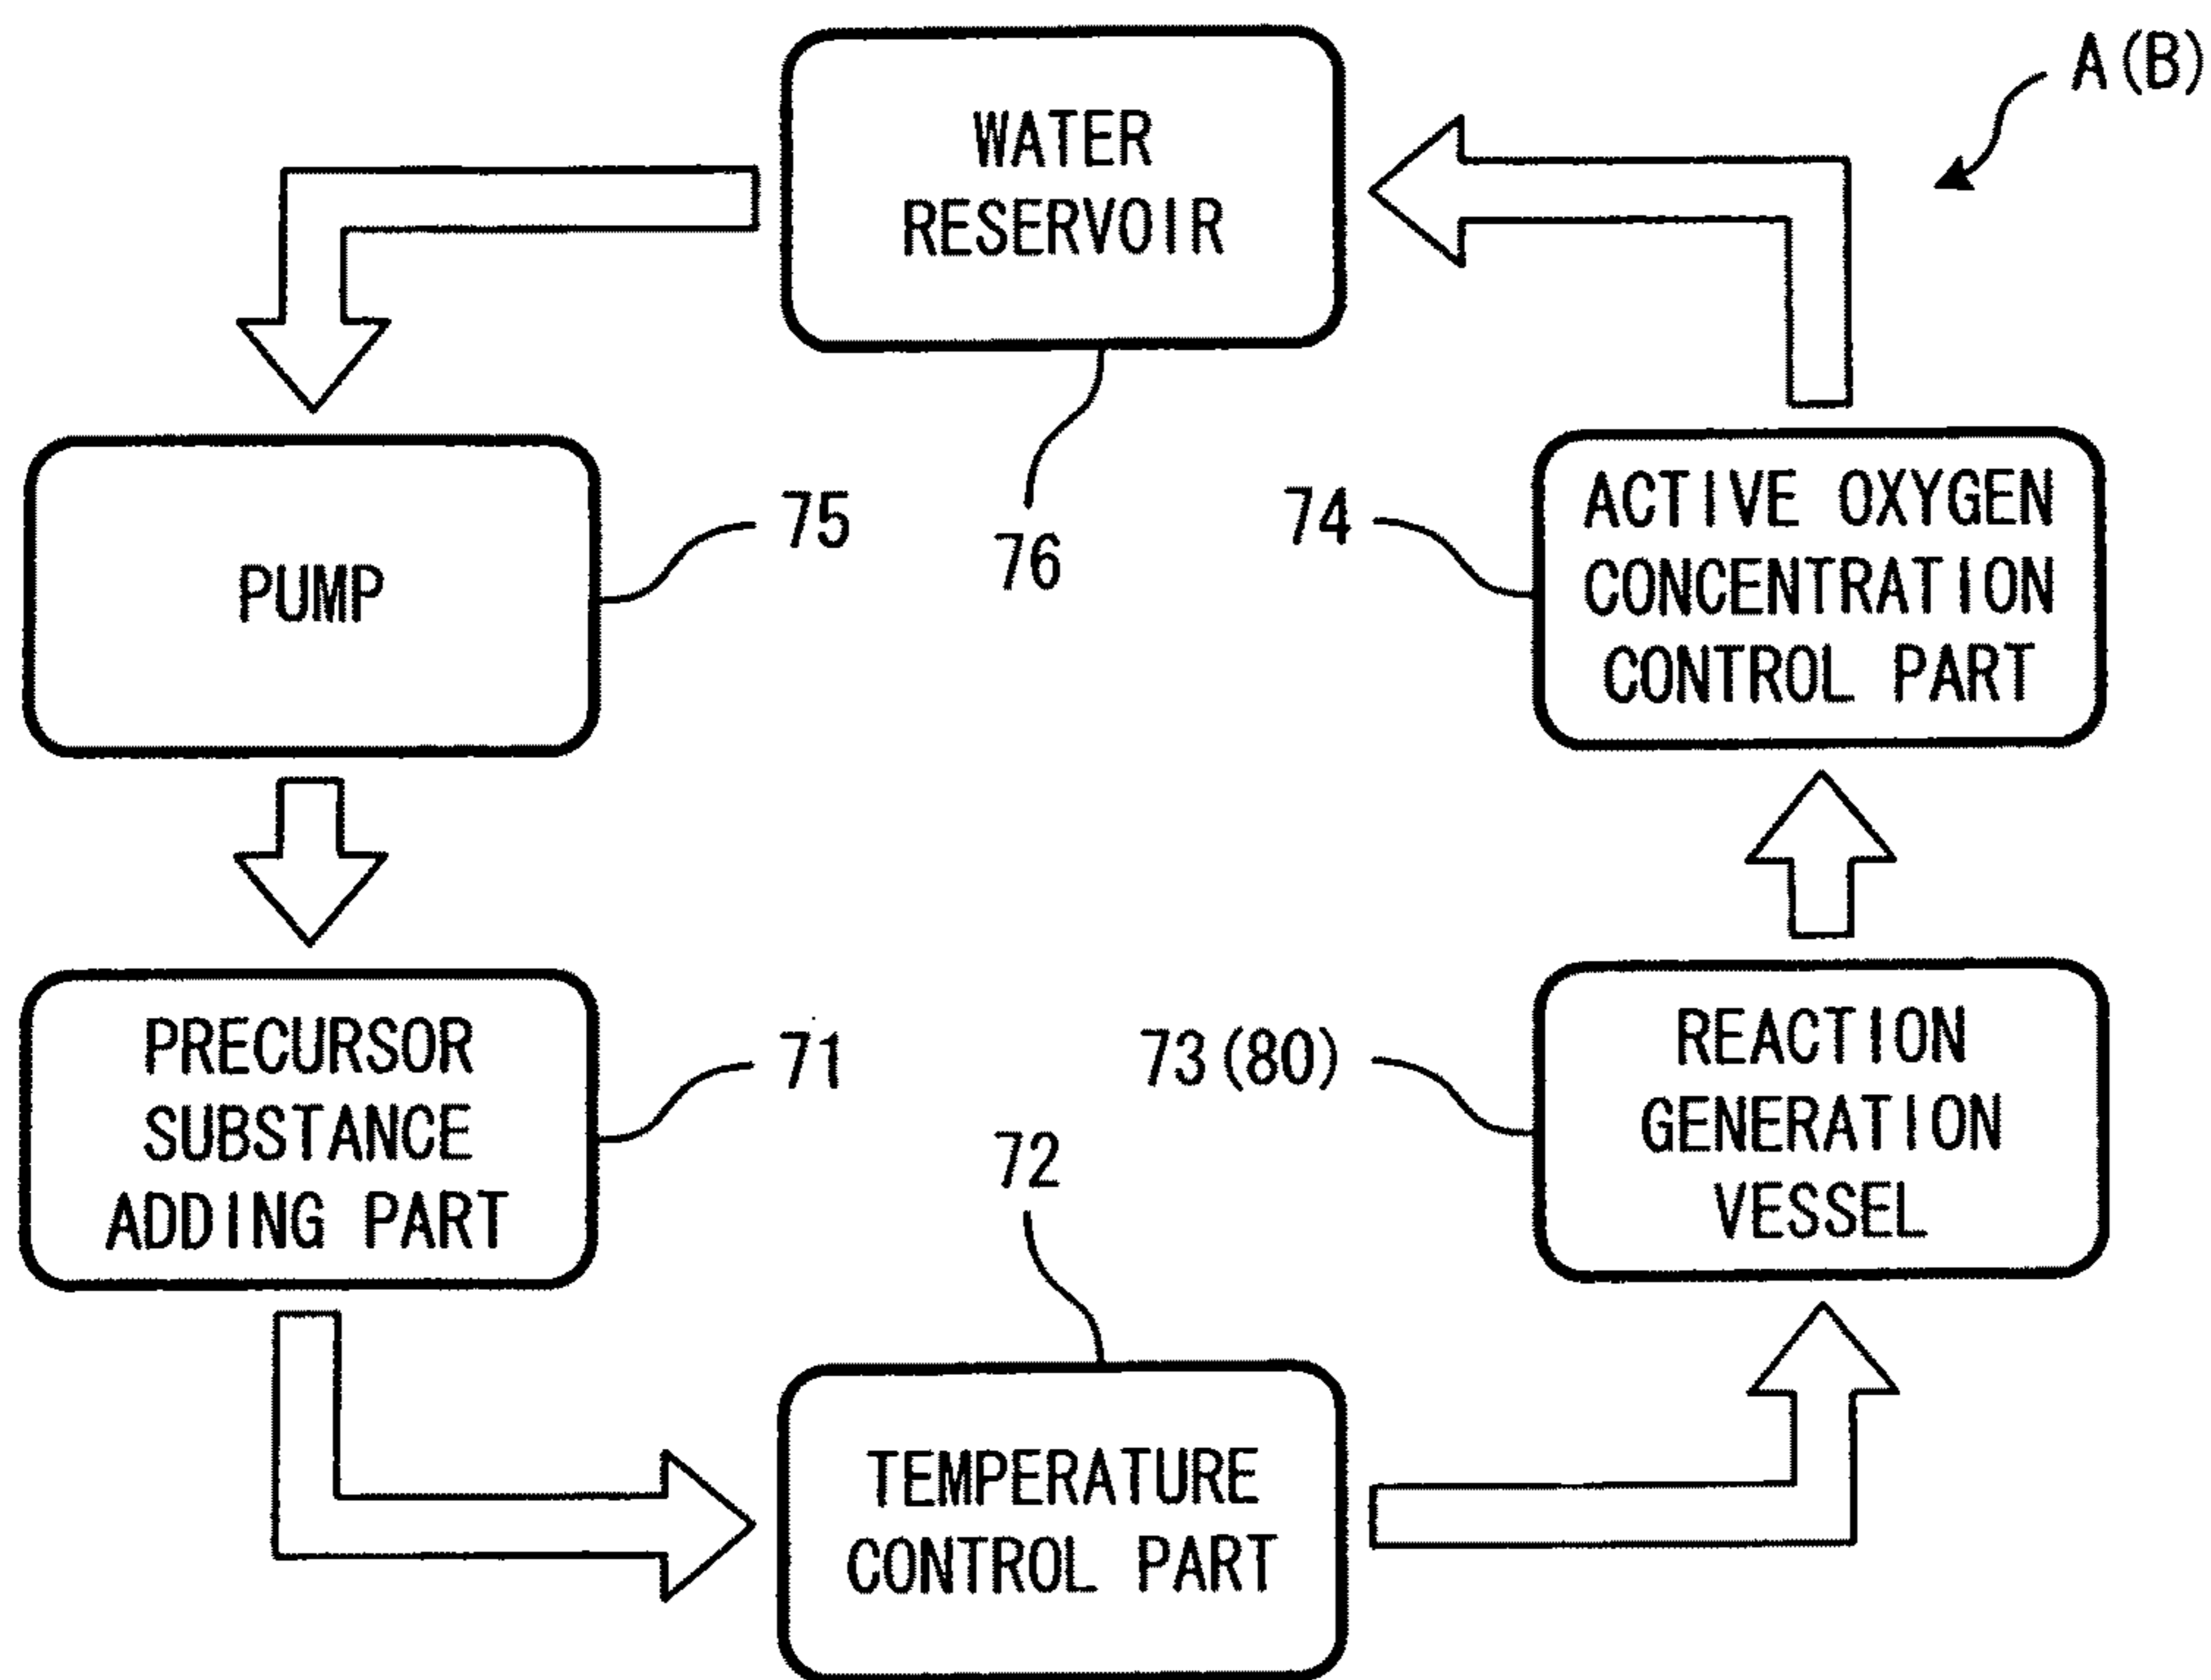 A(B)
WATER
RESERVOIR
76
PUMP
75
74
ACTIVE OXYGEN
CONCENTRATION
CONTROL PART
PRECURSOR
SUBSTANCE
ADDING PART
71
73(80)
REACTION
GENERATION
VESSEL
72
TEMPERATURE
CONTROL PART